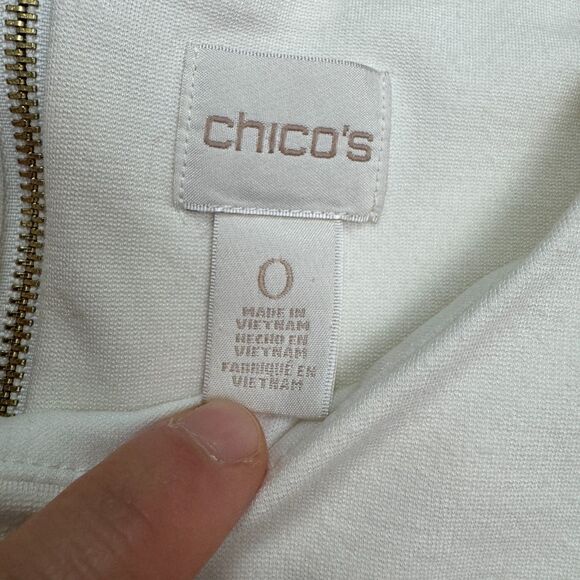 chico's
0
MADE IN
VIETNAM
HECHO EN
VIETNAM
FABRIQUÉ EN
VIETNAM